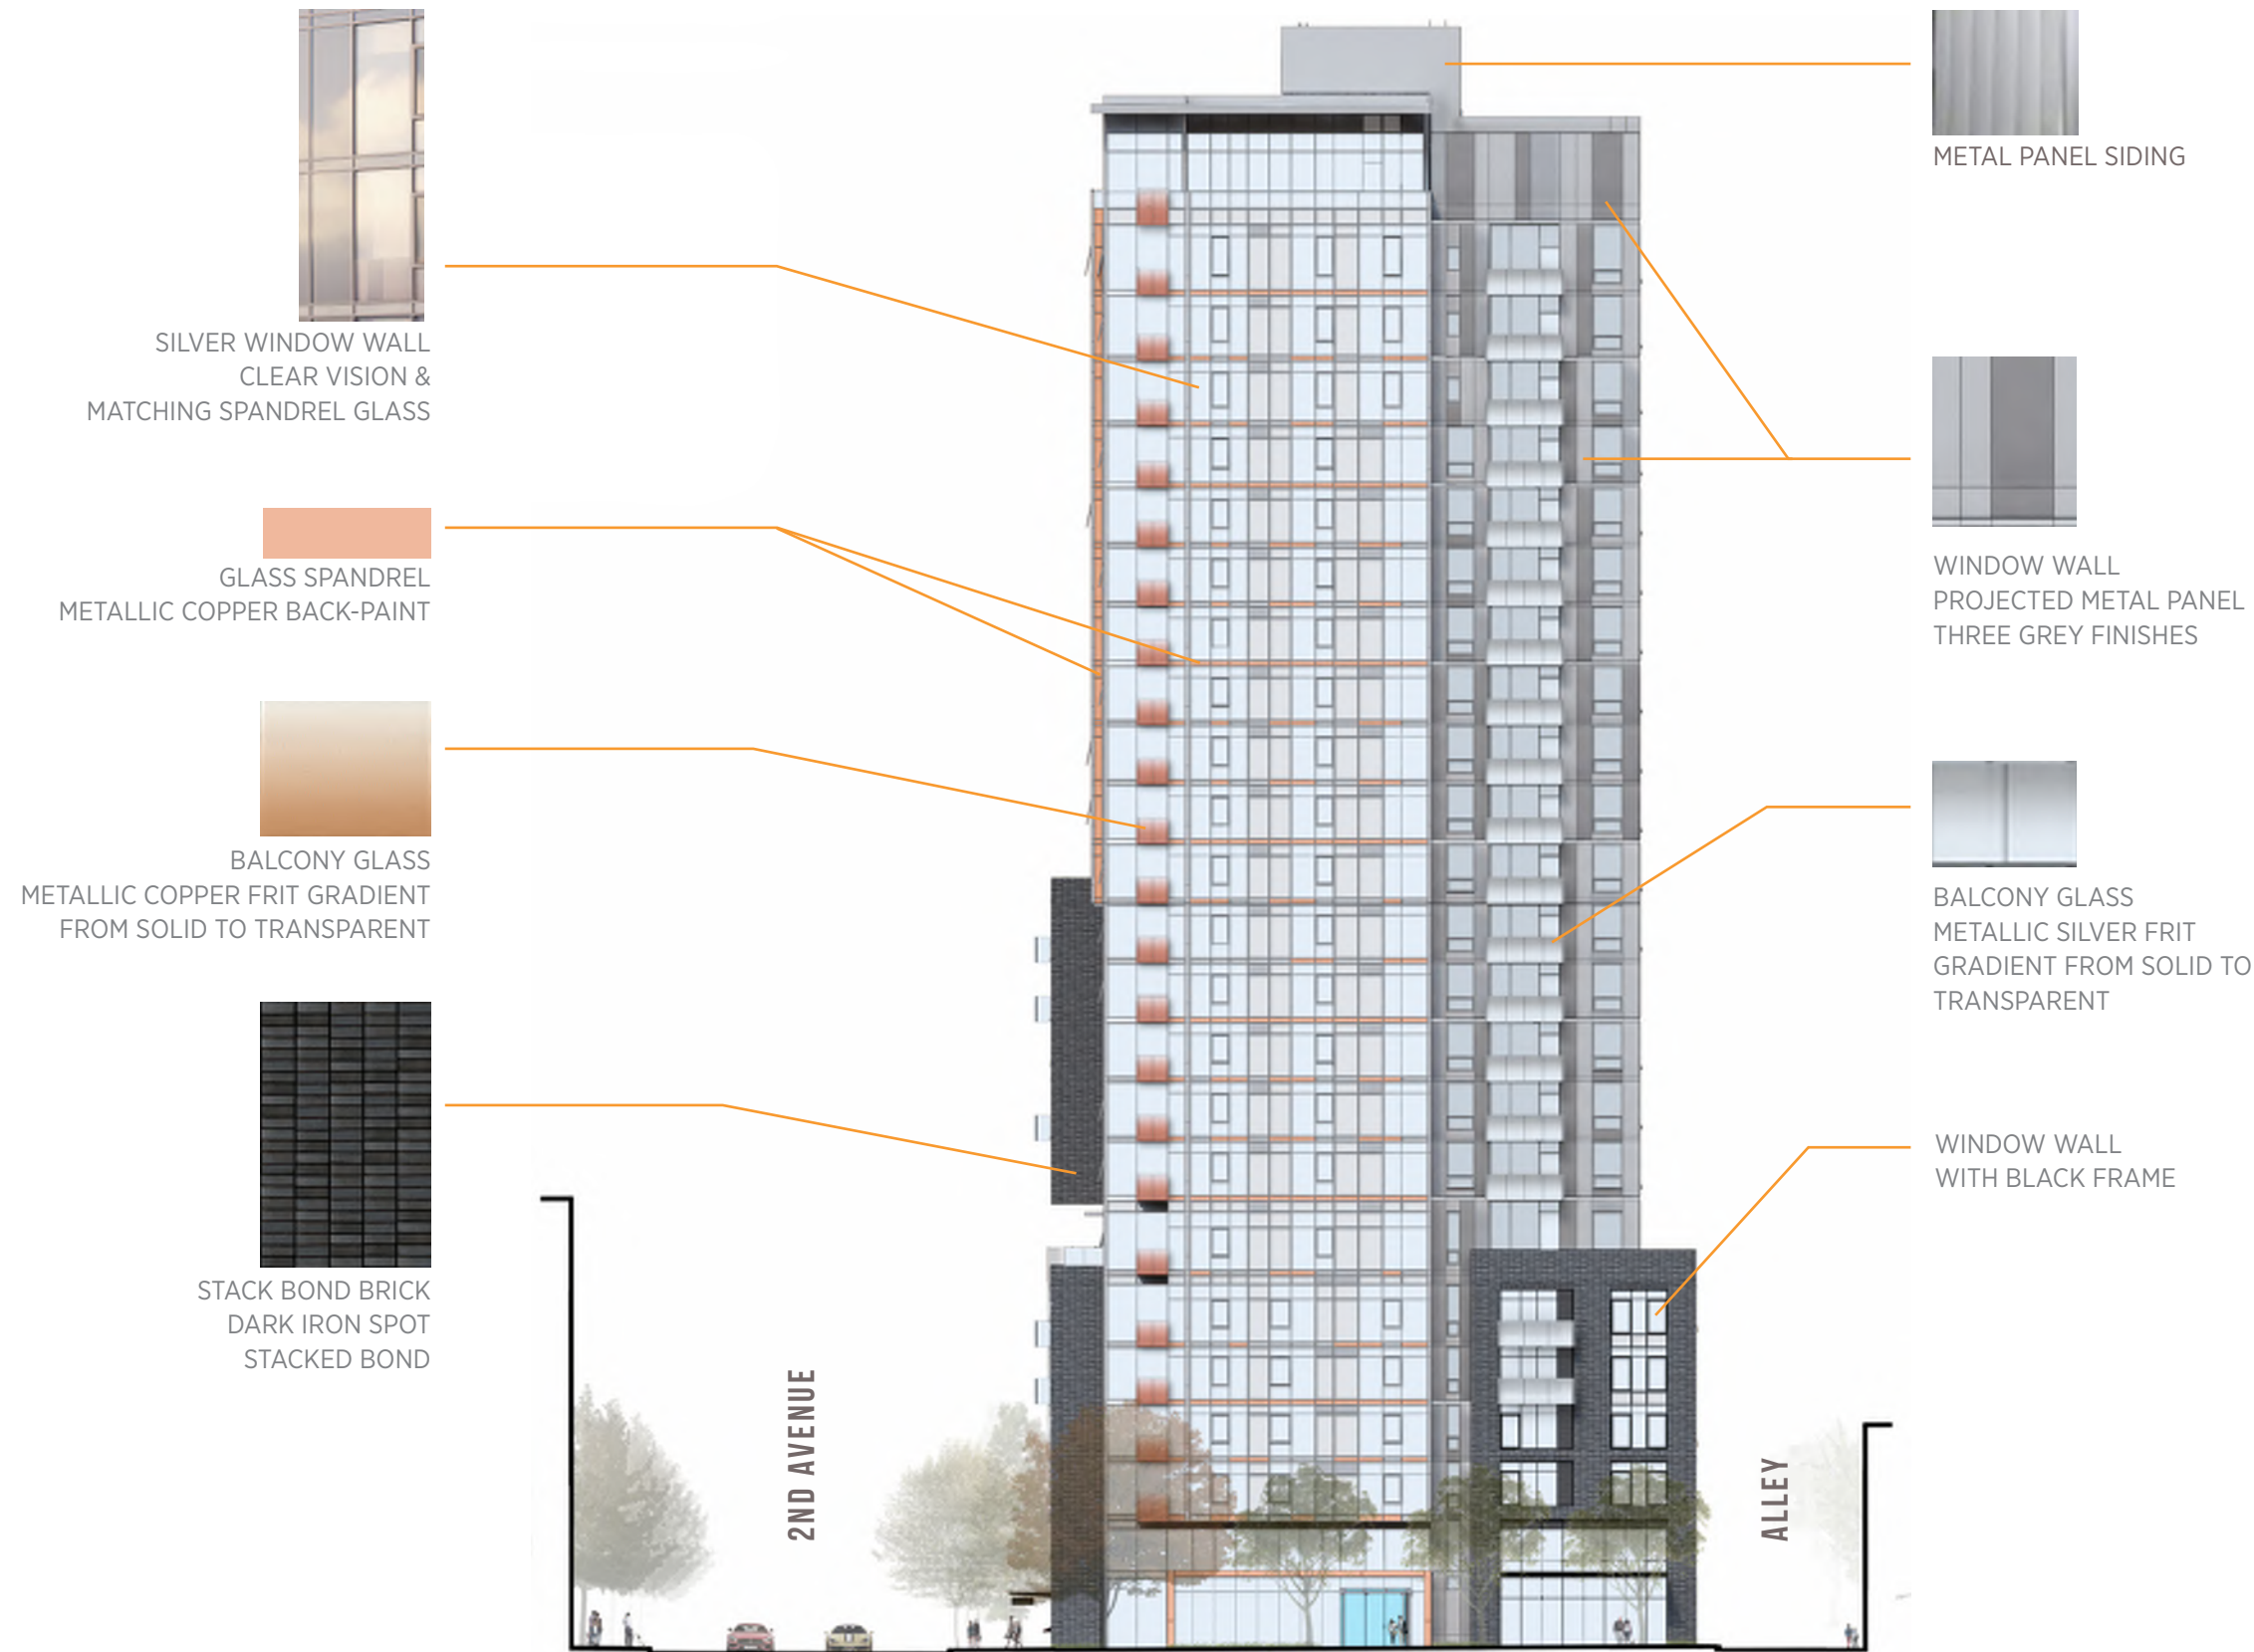 SILVER WINDOW WALL
CLEAR VISION &
MATCHING SPANDREL GLASS
GLASS SPANDREL
METALLIC COPPER BACK-PAINT
BALCONY GLASS
METALLIC COPPER FRIT GRADIENT
FROM SOLID TO TRANSPARENT
STACK BOND BRICK
DARK IRON SPOT
STACKED BOND
2ND AVENUE
ALLEY
METAL PANEL SIDING
WINDOW WALL
PROJECTED METAL PANEL
THREE GREY FINISHES
BALCONY GLASS
METALLIC SILVER FRIT
GRADIENT FROM SOLID TO
TRANSPARENT
WINDOW WALL
WITH BLACK FRAME